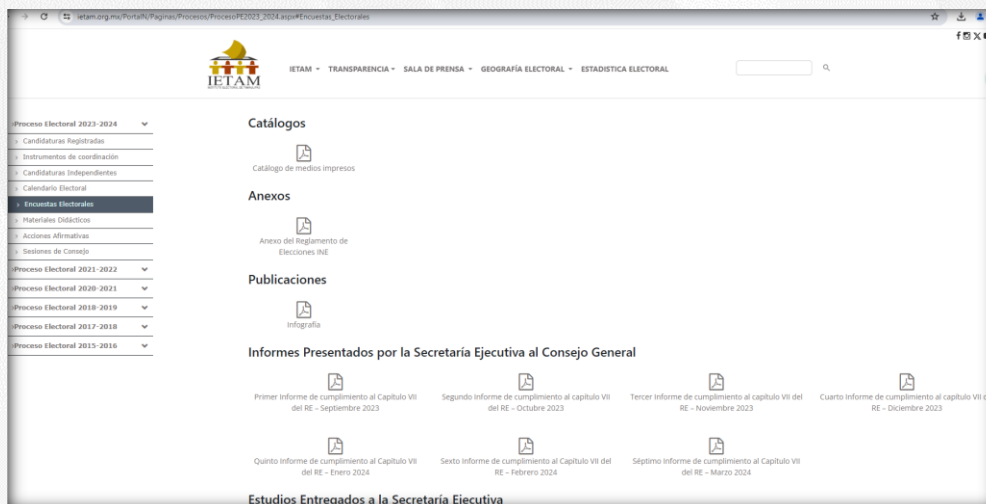 ietam.org.mx/PortalN/Paginas/Procesos/ProcesoPE2023_2024.aspx#Encuestas_Electorales
IETAM
IETAM TRANSPARENCIA SALA DE PRENSA GEOGRAFÍA ELECTORAL ESTADISTICA ELECTORAL
Proceso Electoral 2023-2024
Candidaturas Registradas
Instrumentos de coordinación
Candidaturas Independientes
Calendario Electoral
Encuestas Electorales
Materiales Didácticos
Acciones Afirmativas
Sesiones de Consejo
Proceso Electoral 2021-2022
Proceso Electoral 2020-2021
Proceso Electoral 2018-2019
Proceso Electoral 2017-2018
Proceso Electoral 2015-2016
Catálogos
Catálogo de medios impresos
Anexos
Anexo del Reglamento de
Elecciones INE
Publicaciones
Infografía
Informes Presentados por la Secretaría Ejecutiva al Consejo General
Primer Informe de cumplimiento al Capítulo VII
del RE – Septiembre 2023
Segundo Informe de cumplimiento al Capítulo VII
del RE – Octubre 2023
Tercer Informe de cumplimiento al capítulo VII del
RE – Noviembre 2023
Cuarto Informe de cumplimiento al capítulo VII
RE – Diciembre 2023
Quinto Informe de cumplimiento al Capítulo VII
del RE – Enero 2024
Sexto Informe de cumplimiento al Capítulo VII del
RE – Febrero 2024
Séptimo Informe de cumplimiento al Capítulo VII
del RE – Marzo 2024
Estudios Entregados a la Secretaría Ejecutiva